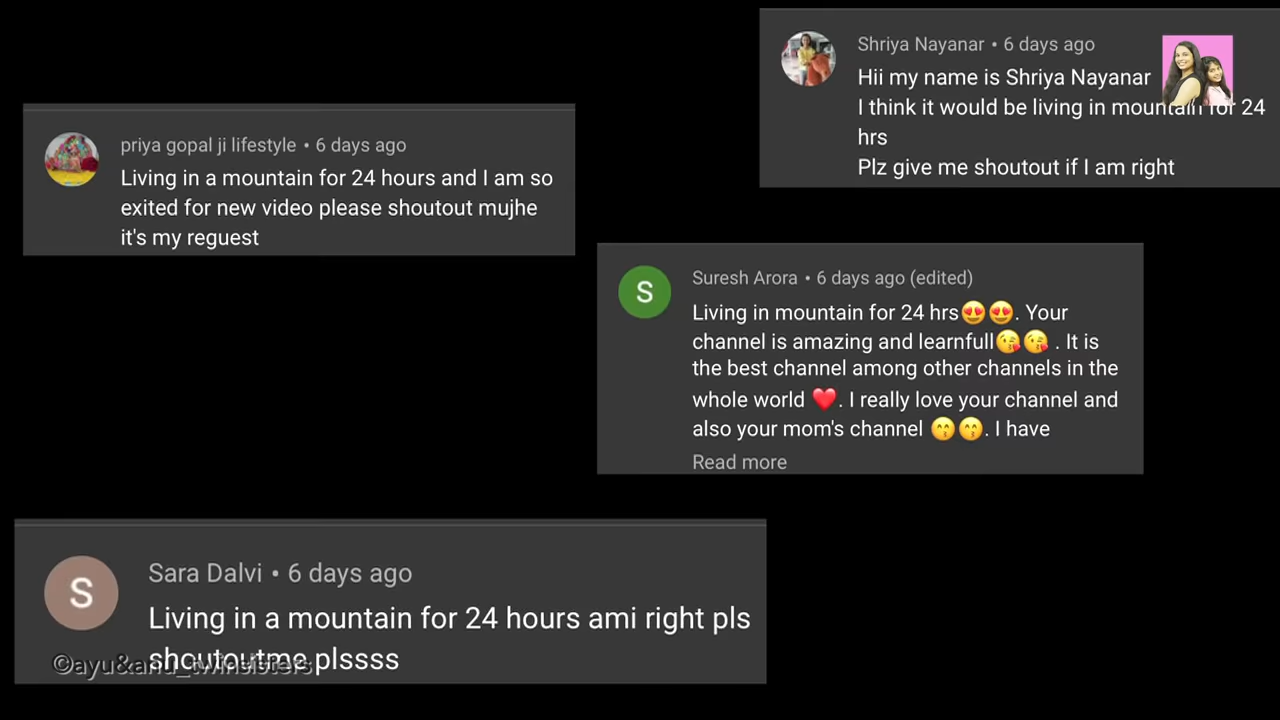 Shriya Nayanar • 6 days ago
Hii my name is Shriya Nayanar
I think it would be living in mountain for 24
hrs
Plz give me shoutout if I am right
priya gopal ji lifestyle • 6 days ago
Living in a mountain for 24 hours and I am so
exited for new video please shoutout mujhe
it's my reguest
S
Suresh Arora • 6 days ago (edited)
Living in mountain for 24 hrs😍😍. Your
channel is amazing and learnfull😘😘 . It is
the best channel among other channels in the
whole world ❤️. I really love your channel and
also your mom's channel 😙😙. I have
Read more
S
Sara Dalvi • 6 days ago
Living in a mountain for 24 hours ami right pls
shoutoutme plssss
©ayu&anu_twinsisters